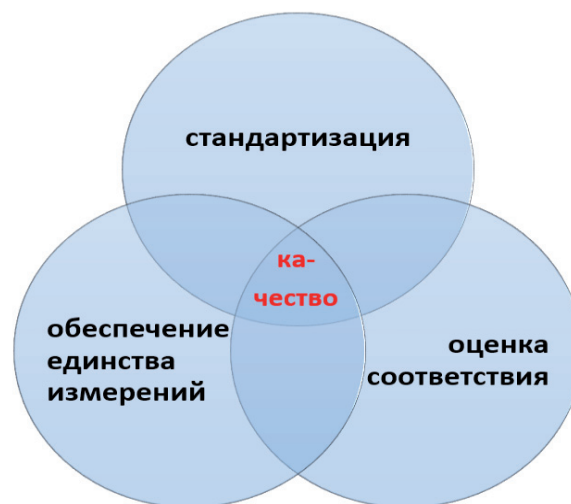 стандартизация
ка-
чество
обеспечение
единства
измерений
оценка
соответствия